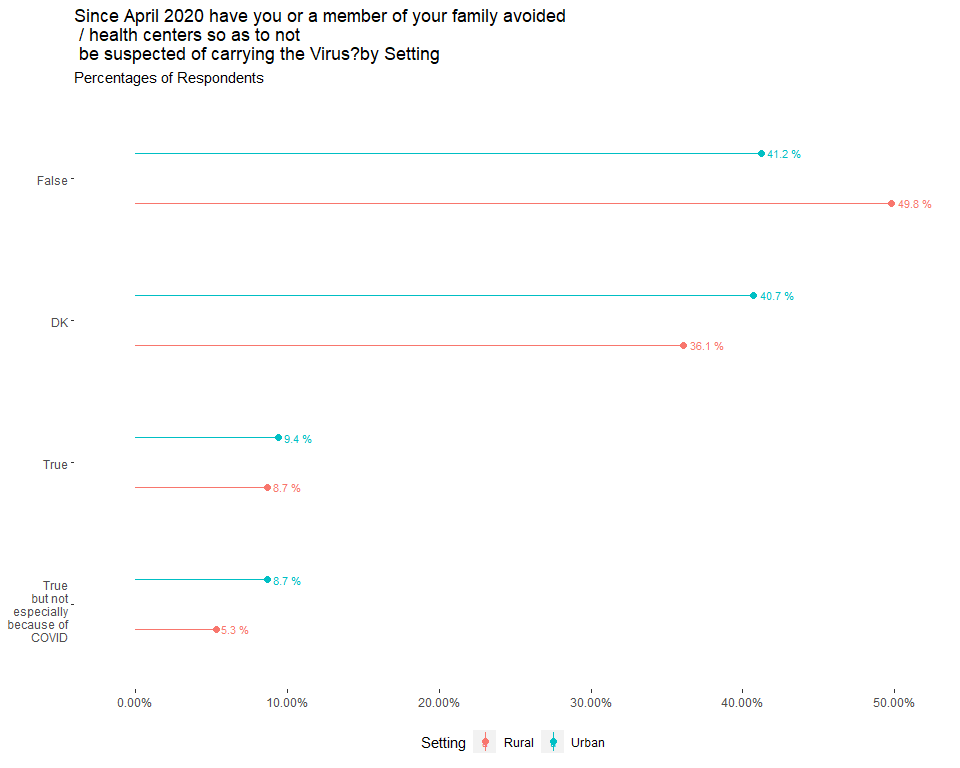 Since April 2020 have you or a member of your family avoided
/ health centers so as to not
be suspected of carrying the Virus?by Setting
Percentages of Respondents
41.2 %
False
49.8 %
40.7 %
DK
36.1 %
9.4 %
True
8.7 %
8.7 %
True
but not
especially
because of
COVID
5.3 %
0.00% 10.00% 20.00% 30.00% 40.00% 50.00%
Setting Rural Urban